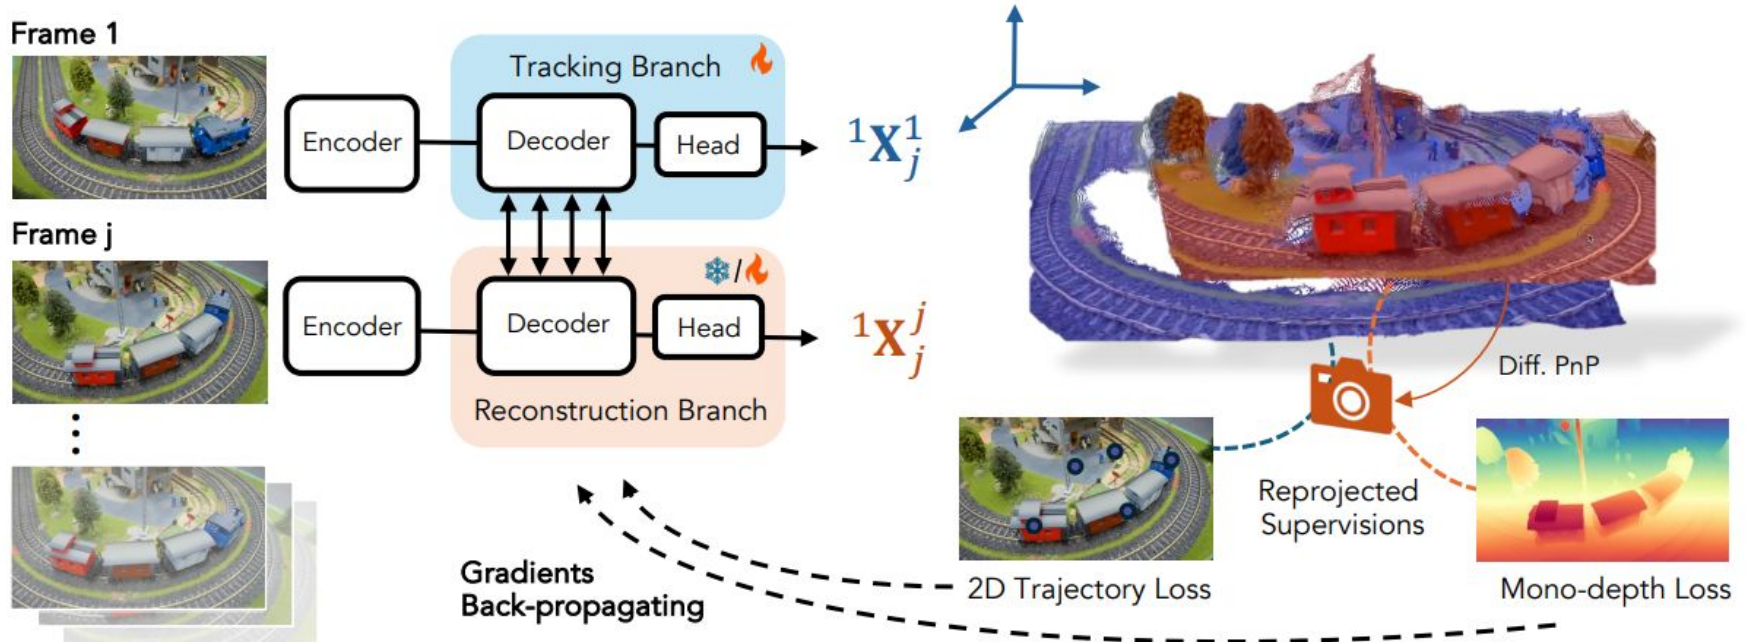 Frame 1
Tracking Branch
Encoder
Decoder
Head
¹X¹ⱼ
Frame j
Encoder
Decoder
Head
¹Xʲⱼ
/
Reconstruction Branch
Diff. PnP
Reprojected
Supervisions
Gradients
Back-propagating
2D Trajectory Loss
Mono-depth Loss